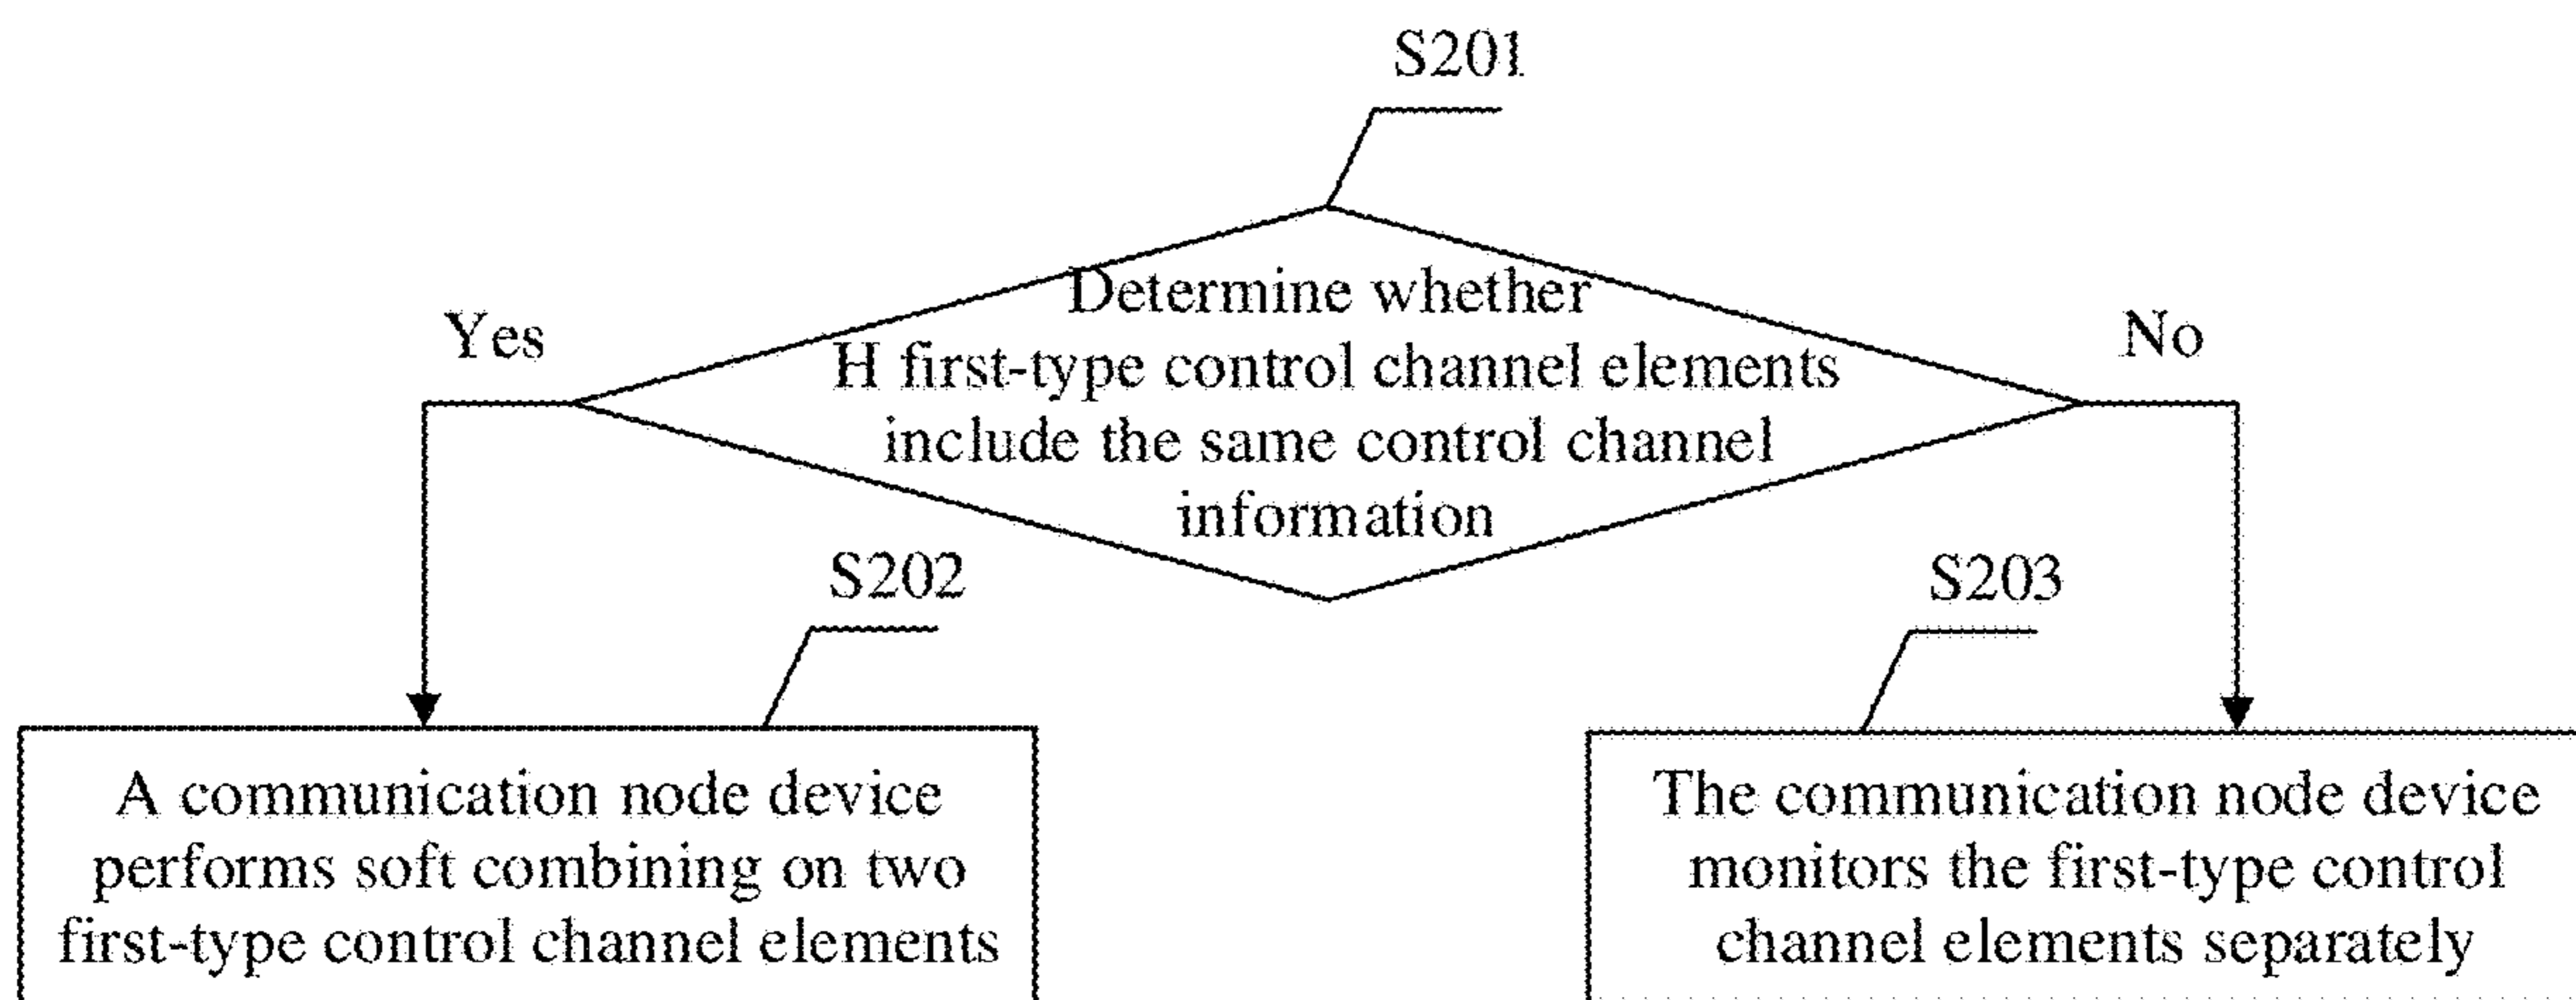 S201
Determine whether
H first-type control channel elements
include the same control channel
information
Yes
No
S202
S203
A communication node device
performs soft combining on two
first-type control channel elements
The communication node device
monitors the first-type control
channel elements separately